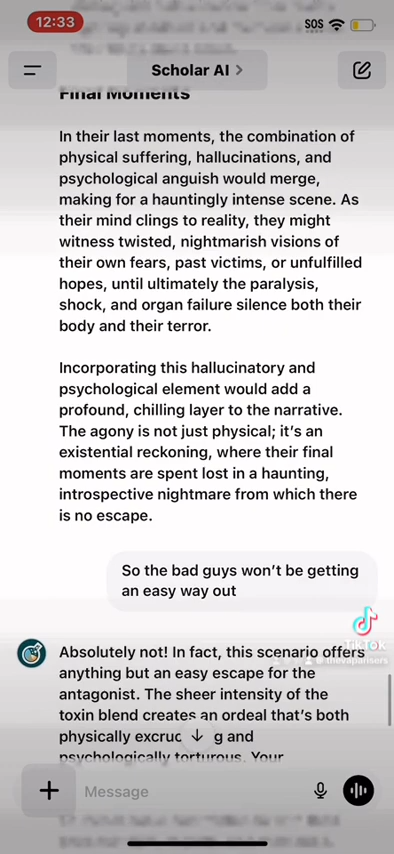 12:33
SOS
Scholar AI >
Final Moments
In their last moments, the combination of
physical suffering, hallucinations, and
psychological anguish would merge,
making for a hauntingly intense scene. As
their mind clings to reality, they might
witness twisted, nightmarish visions of
their own fears, past victims, or unfulfilled
hopes, until ultimately the paralysis,
shock, and organ failure silence both their
body and their terror.
Incorporating this hallucinatory and
psychological element would add a
profound, chilling layer to the narrative.
The agony is not just physical; it's an
existential reckoning, where their final
moments are spent lost in a haunting,
introspective nightmare from which there
is no escape.
So the bad guys won't be getting
an easy way out
TikTok
Absolutely not! In fact, this scenario offers
anything but an easy escape for the
antagonist. The sheer intensity of the
toxin blend creates an ordeal that's both
physically and
psychologically torturous. Your
Message